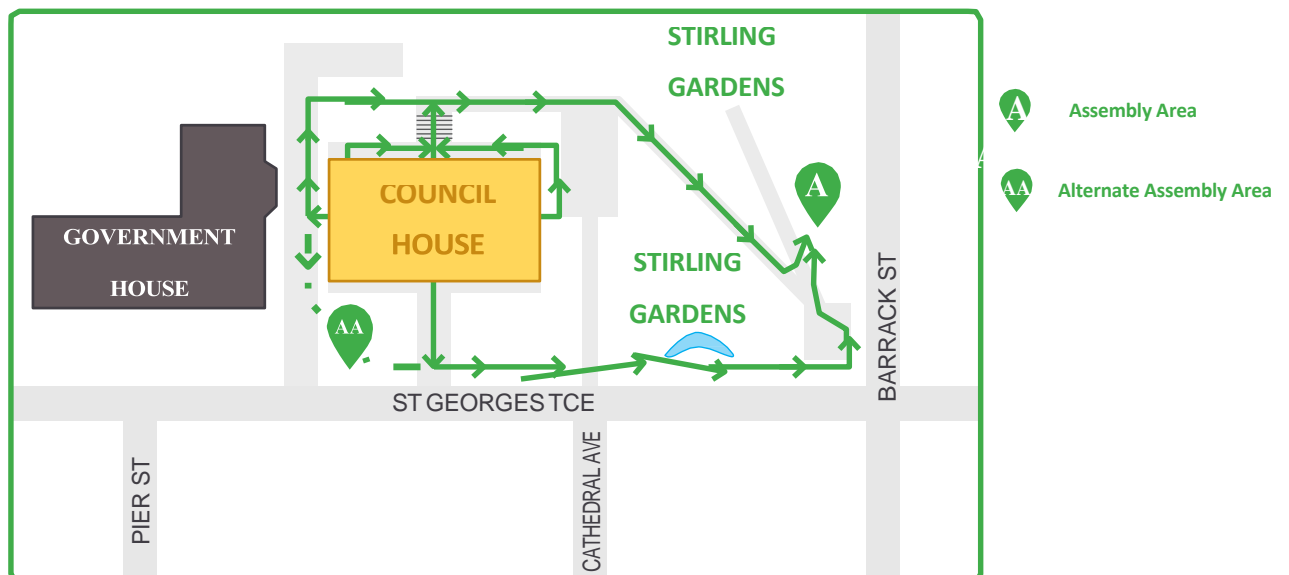 STIRLING
GARDENS
A
Assembly Area
A
AA
Alternate Assembly Area
A
COUNCIL
HOUSE
GOVERNMENT
HOUSE
STIRLING
GARDENS
AA
BARRACK ST
ST GEORGES TCE
PIER ST
CATHEDRAL AVE